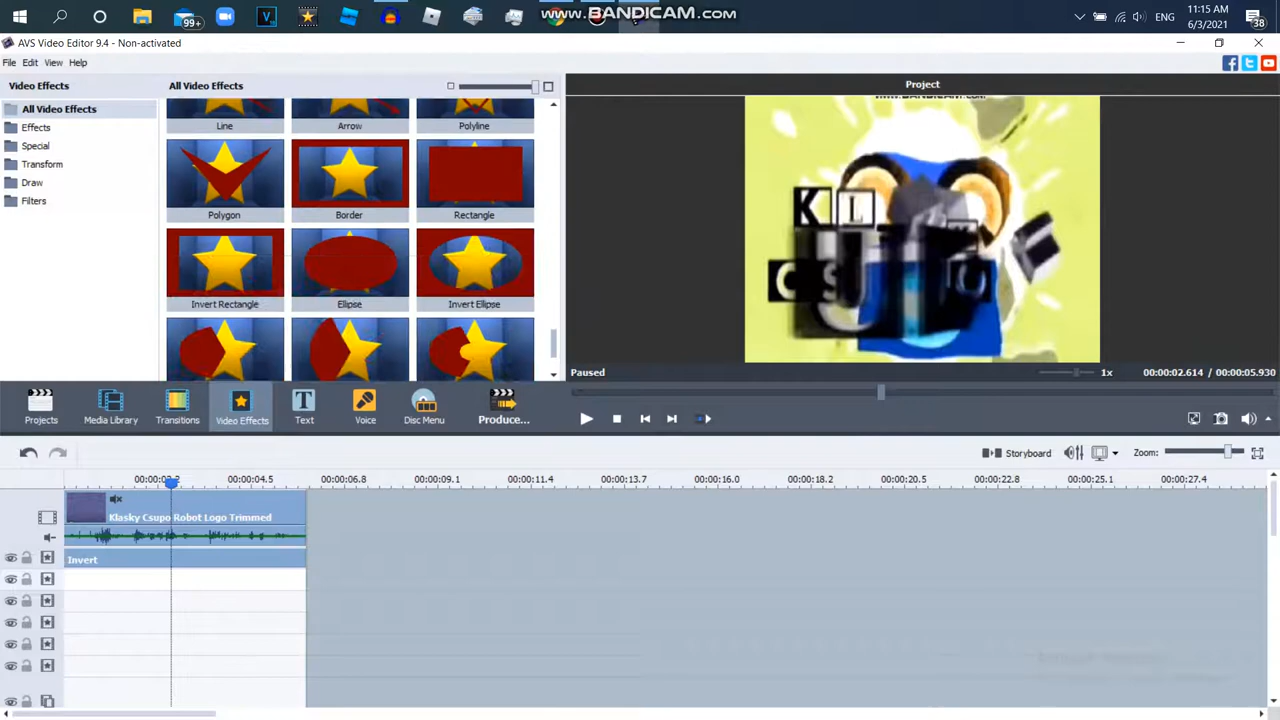 www.BANDICAM.com
99+
ENG
11:15 AM
6/3/2021
38
AVS Video Editor 9.4 - Non-activated
File Edit View Help
Video Effects
All Video Effects
Project
All Video Effects
Effects
Special
Transform
Draw
Filters
Line
Arrow
Polyline
Polygon
Border
Rectangle
Invert Rectangle
Ellipse
Invert Ellipse
WWW.BANDICAM.COM
K L
C S U
Paused
1x
00:00:02.614 / 00:00:05.930
Projects
Media Library
Transitions
Video Effects
Text
Voice
Disc Menu
Produce...
Storyboard
Zoom:
00:00:04.5
00:00:06.8
00:00:09.1
00:00:11.4
00:00:13.7
00:00:16.0
00:00:18.2
00:00:20.5
00:00:22.8
00:00:25.1
00:00:27.4
Klasky Csupo Robot Logo Trimmed
Invert